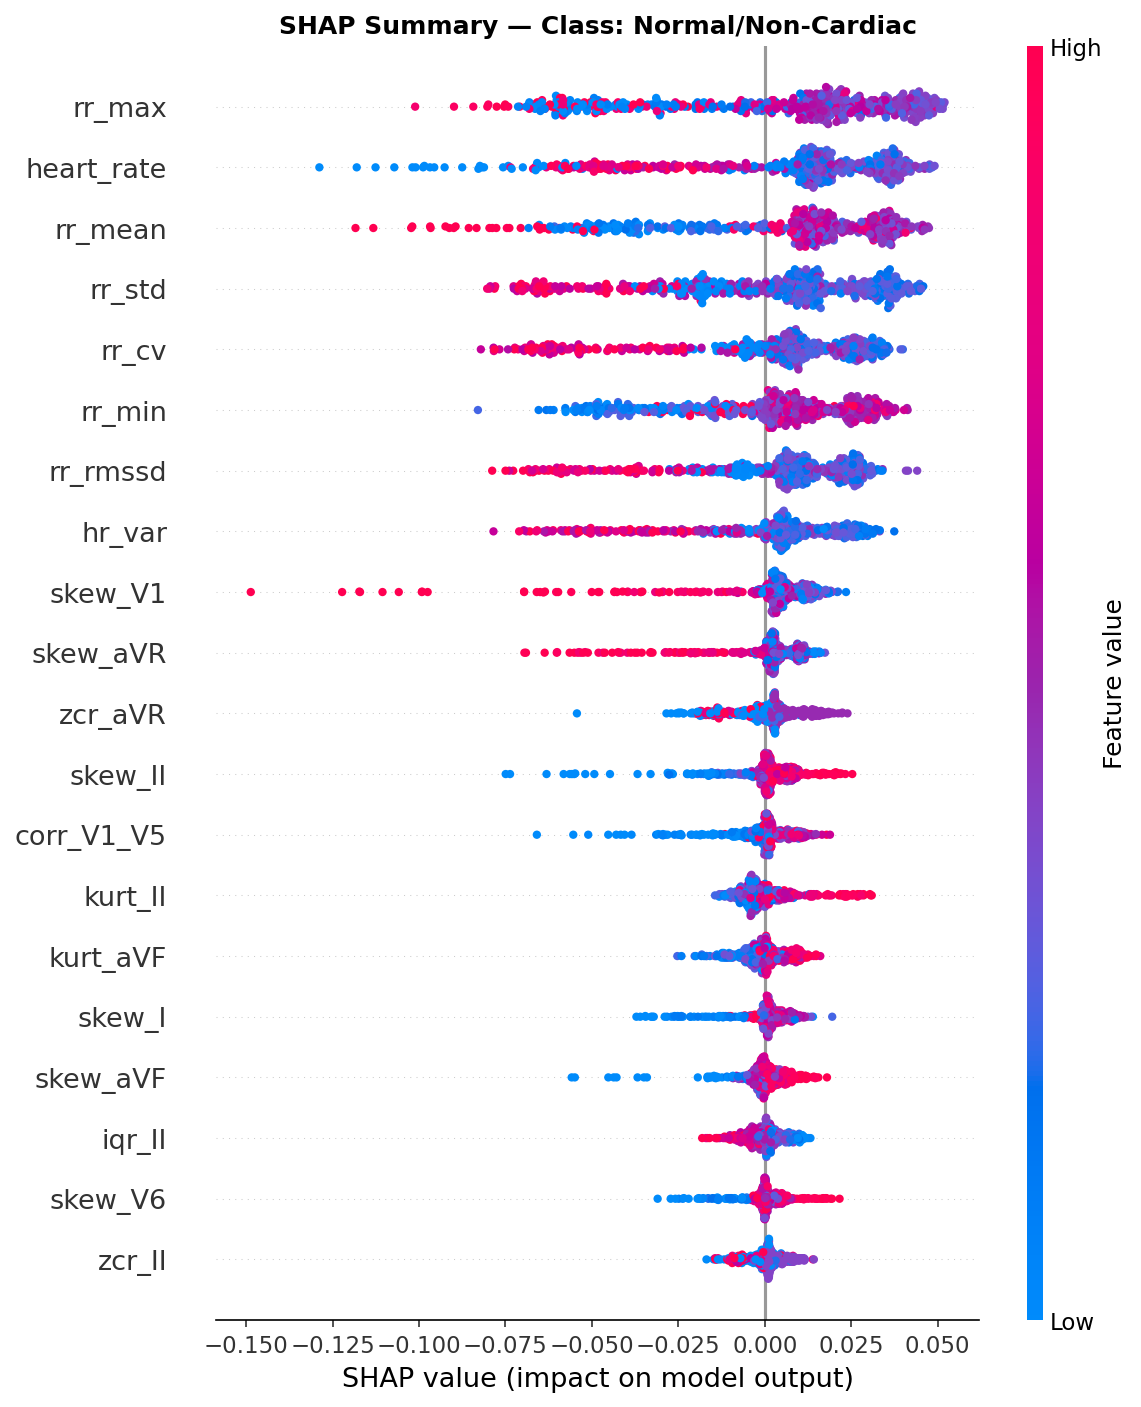 SHAP Summary — Class: Normal/Non-Cardiac
High
rr_max
heart_rate
rr_mean
rr_std
rr_cv
rr_min
rr_rmssd
hr_var
skew_V1
skew_aVR
zcr_aVR
skew_II
corr_V1_V5
kurt_II
kurt_aVF
skew_I
skew_aVF
iqr_II
skew_V6
zcr_II
Feature value
Low
−0.150 −0.125 −0.100 −0.075 −0.050 −0.025 0.000 0.025 0.050
SHAP value (impact on model output)